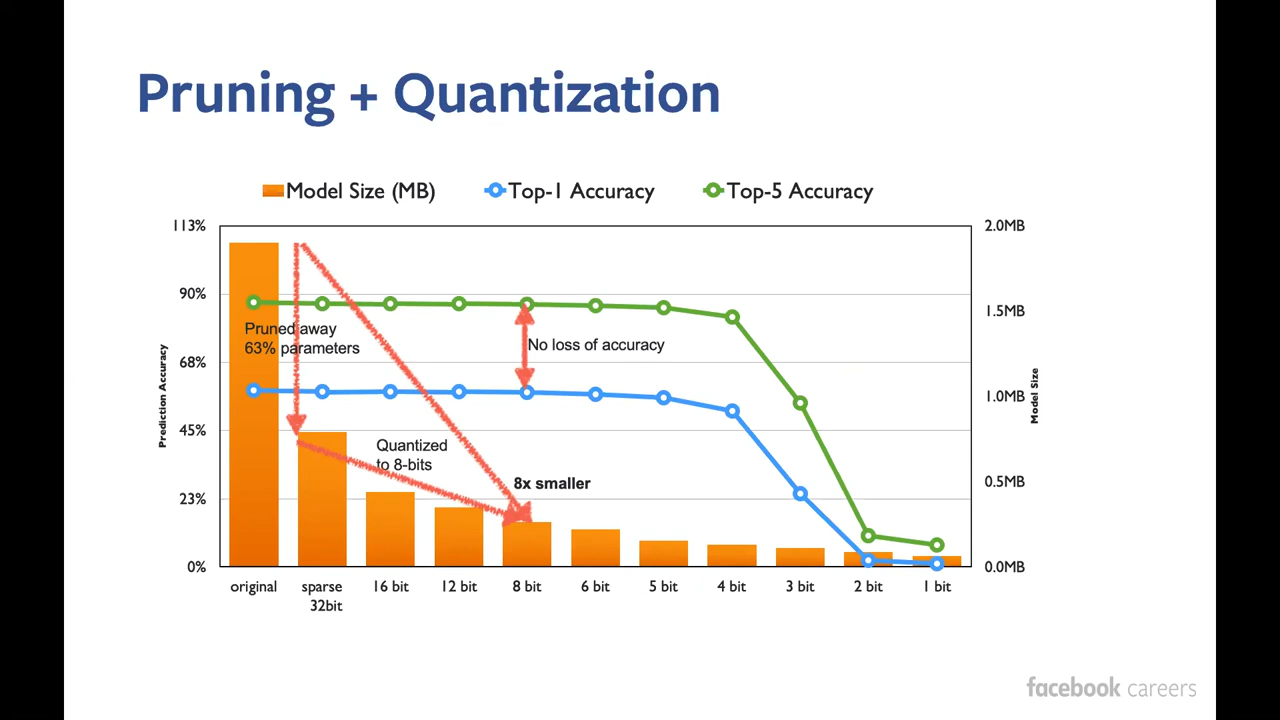 Pruning + Quantization
Model Size (MB) Top-1 Accuracy Top-5 Accuracy
113%
90%
68%
45%
23%
0%
Prediction Accuracy
2.0MB
1.5MB
1.0MB
0.5MB
0.0MB
Model Size
Pruned away
63% parameters
No loss of accuracy
Quantized
to 8-bits
8x smaller
original sparse 16 bit 12 bit 8 bit 6 bit 5 bit 4 bit 3 bit 2 bit 1 bit
32bit
facebook careers